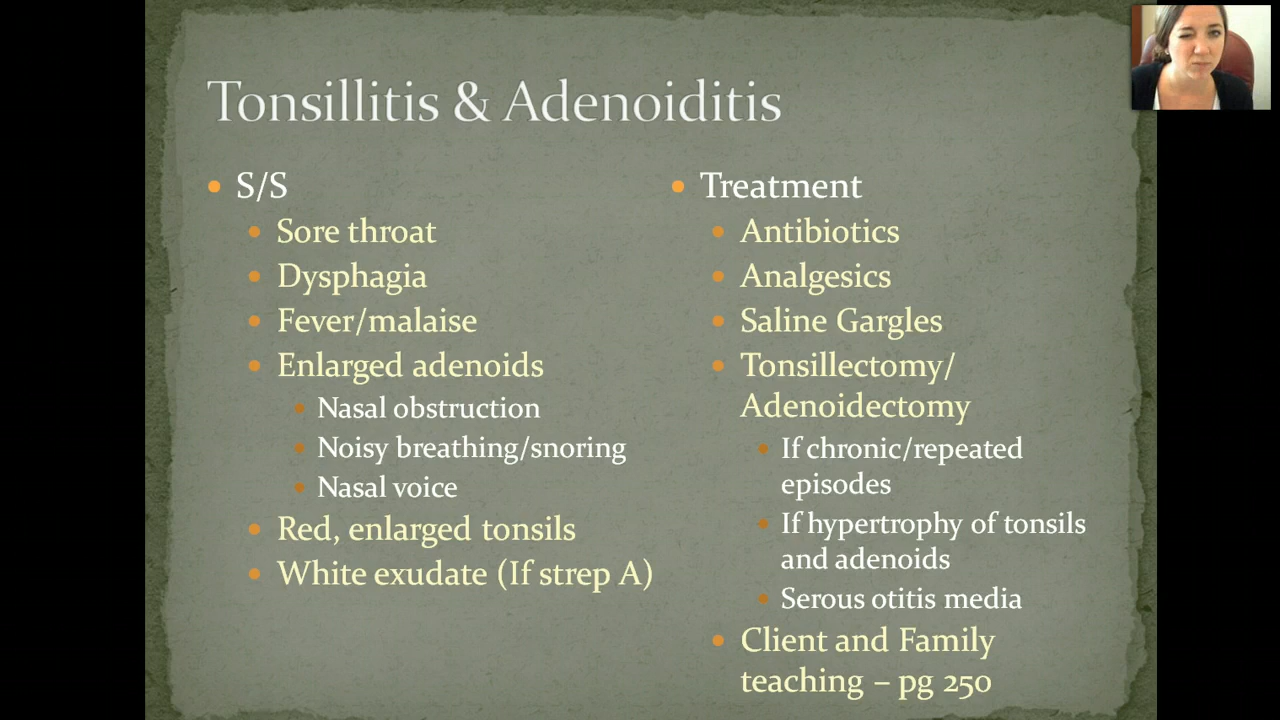 Tonsillitis & Adenoiditis
S/S
Sore throat
Dysphagia
Fever/malaise
Enlarged adenoids
Nasal obstruction
Noisy breathing/snoring
Nasal voice
Red, enlarged tonsils
White exudate (If strep A)
Treatment
Antibiotics
Analgesics
Saline Gargles
Tonsillectomy/
Adenoidectomy
If chronic/repeated
episodes
If hypertrophy of tonsils
and adenoids
Serous otitis media
Client and Family
teaching – pg 250